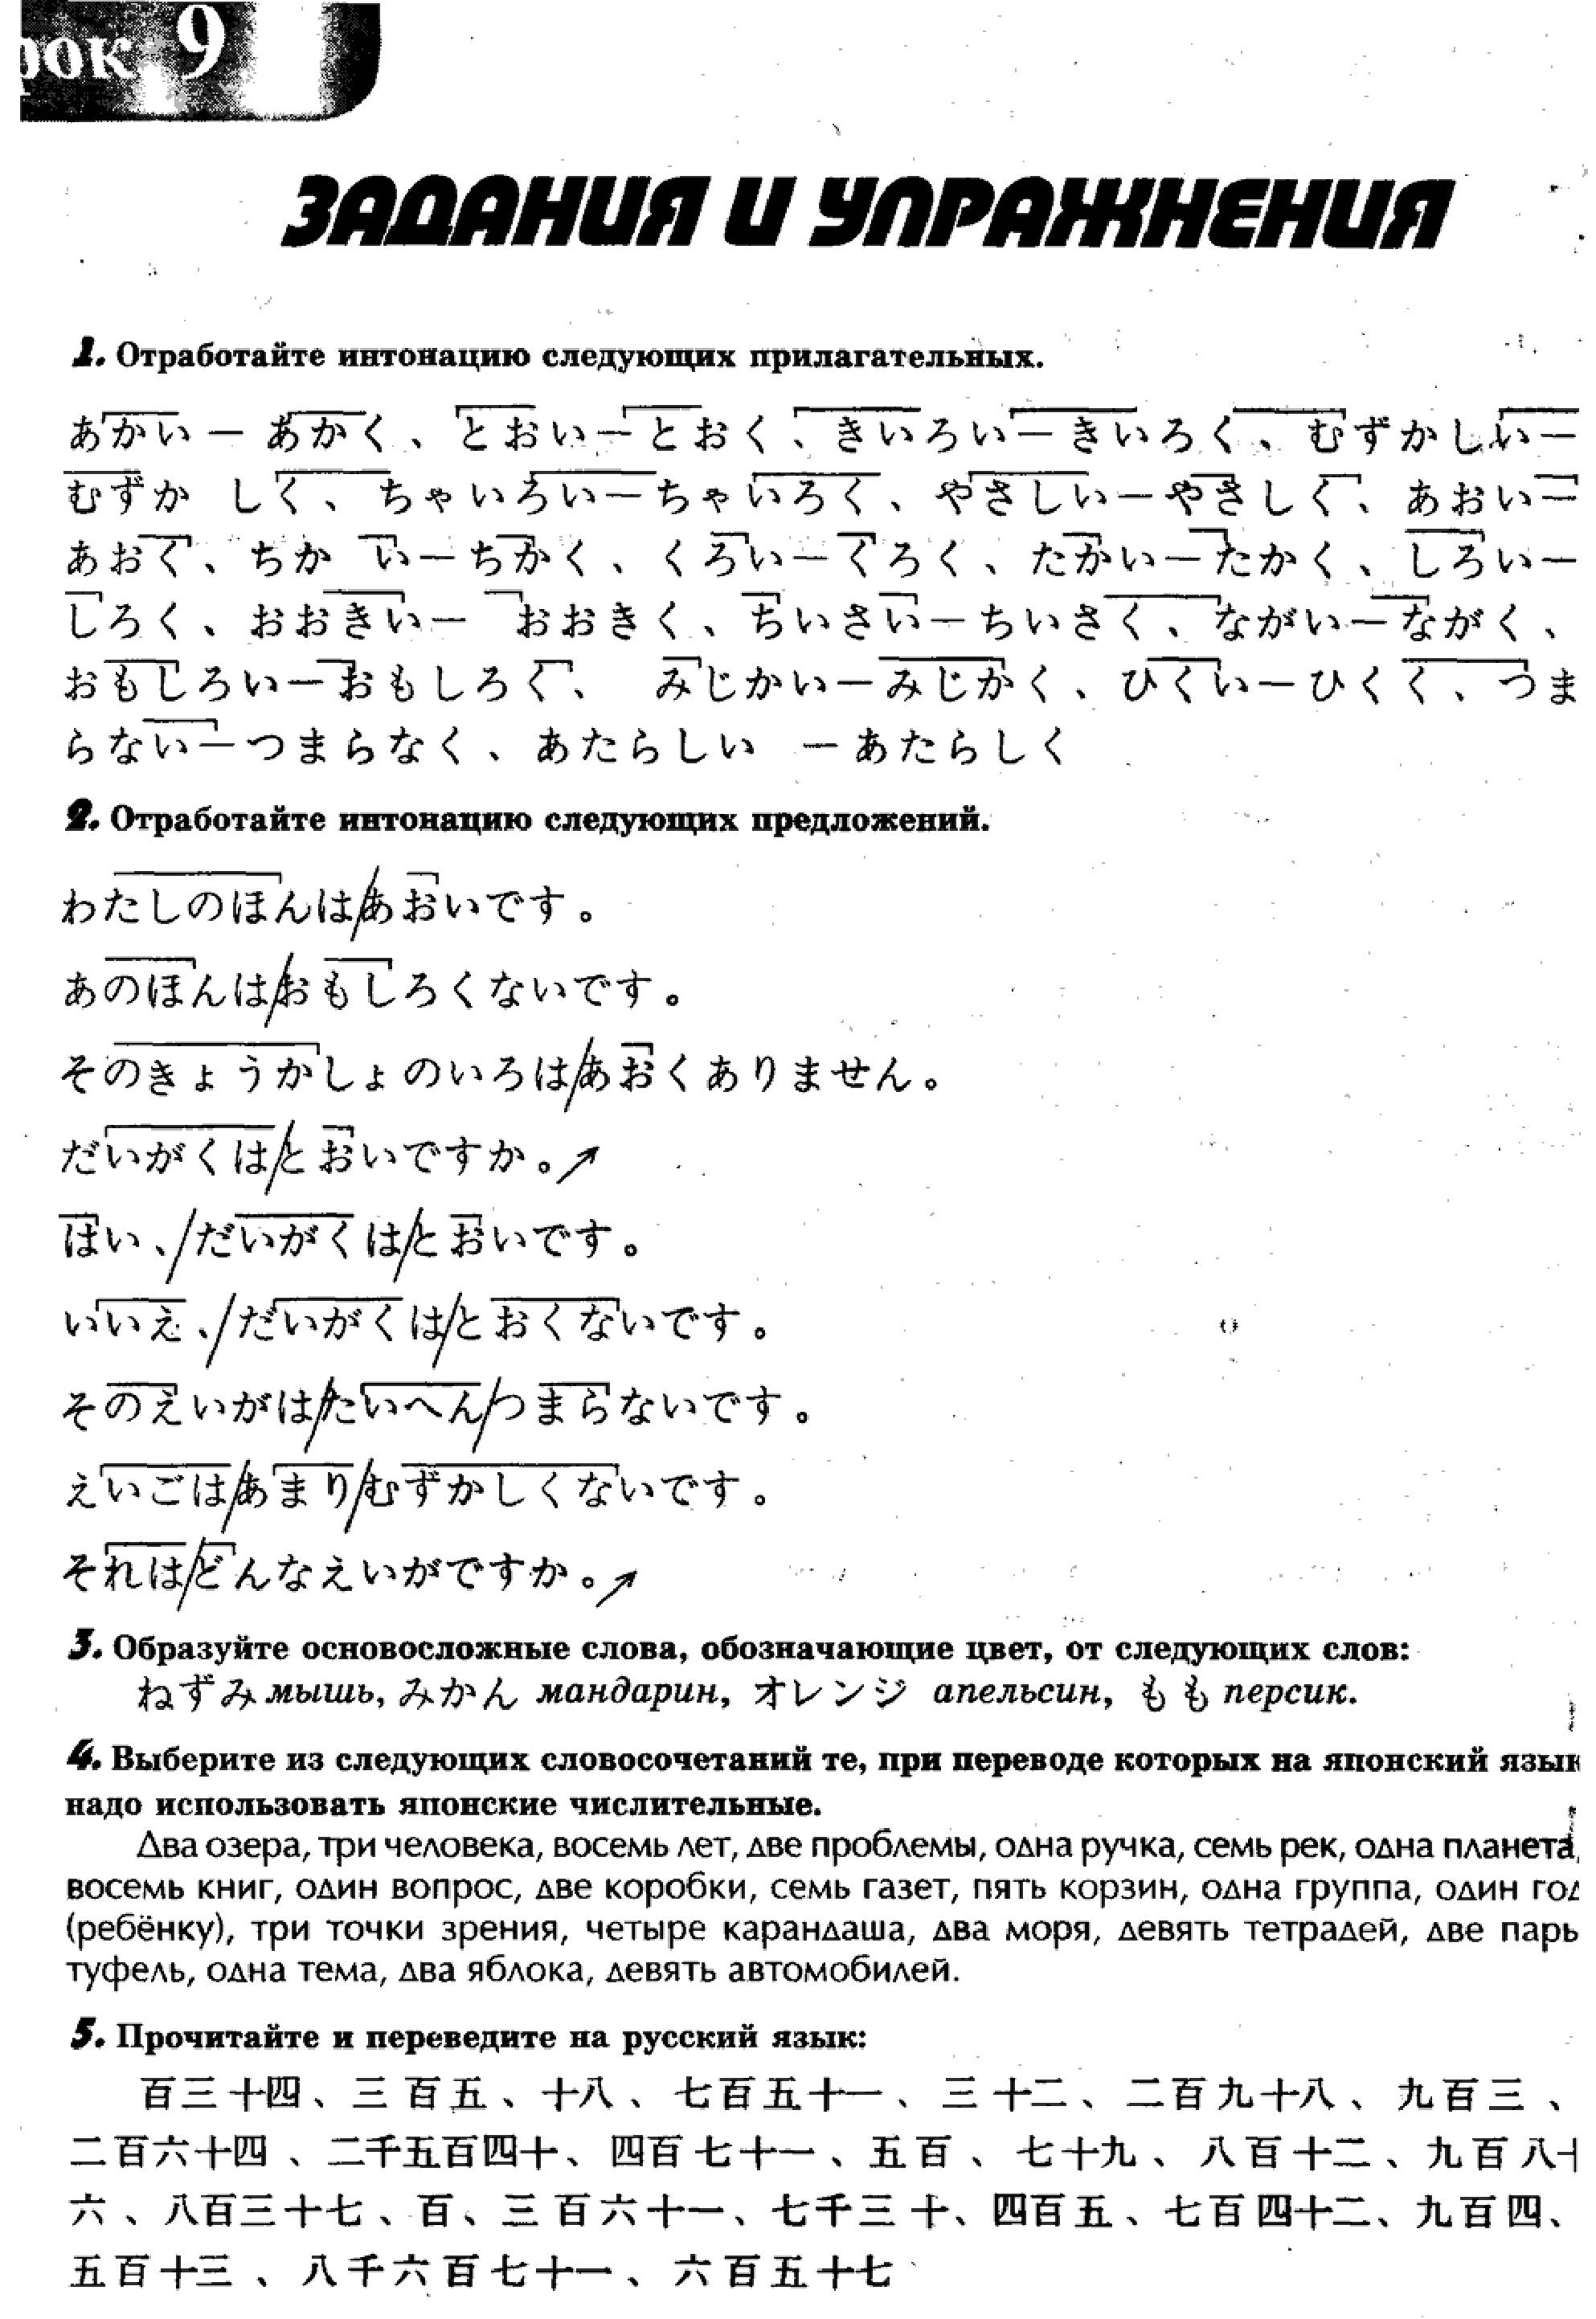 рок 9
ЗАДАНИЯ И УПРАЖНЕНИЯ
1. Отработайте интонацию следующих прилагательных.
あかい ー あかく、とおいーとおく、きいろいーきいろく、むずかしいー
むずか しく、ちゃいろいーちゃいろく、やさしいーやさしく、あおいー
あおく、ちか いーちかく、くろいーくろく、たかいーたかく、しろいー
しろく、おおきいー おおきく、ちいさいーちいさく、ながいーながく、
おもしろいーおもしろく、 みじかいーみじかく、ひくいーひくく、つま
らないーつまらなく、あたらしい ーあたらしく
2. Отработайте интонацию следующих предложений.
わたしのほんは/あおいです。
あのほんは/おもしろくないです。
そのきょうかしょのいろは/あおくありません。
だいがくは/とおいですか。↗
はい、/だいがくは/とおいです。
いいえ、/だいがくは/とおくないです。
そのえいがは/たいへん/つまらないです。
えいごは/あまり/むずかしくないです。
それは/どんなえいがですか。↗
3. Образуйте основосложные слова, обозначающие цвет, от следующих слов:
ねずみ мышь, みかん мандарин, オレンジ апельсин, もも персик.
4. Выберите из следующих словосочетаний те, при переводе которых на японский язык
надо использовать японские числительные.
Два озера, три человека, восемь лет, две проблемы, одна ручка, семь рек, одна планета,
восемь книг, один вопрос, две коробки, семь газет, пять корзин, одна группа, один год
(ребёнку), три точки зрения, четыре карандаша, два моря, девять тетрадей, две пары
туфель, одна тема, два яблока, девять автомобилей.
5. Прочитайте и переведите на русский язык:
百三十四、三百五、十八、七百五十一、三十二、二百九十八、九百三、
二百六十四、二千五百四十、四百七十一、五百、七十九、八百十二、九百八十
六、八百三十七、百、三百六十一、七千三十、四百五、七百四十二、九百四、
五百十三、八千六百七十一、六百五十七